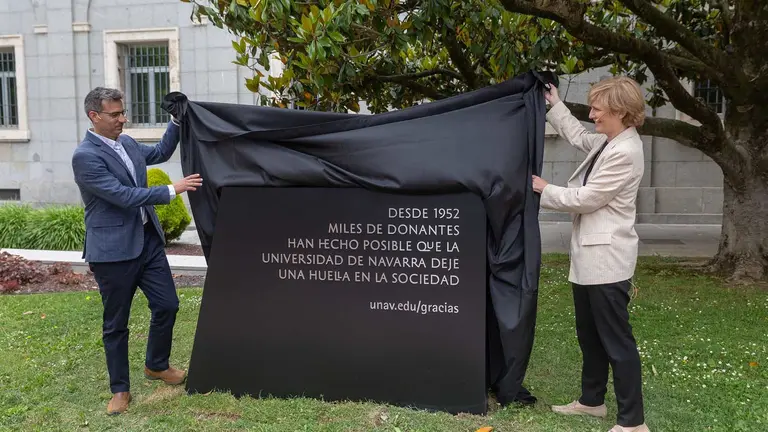 DESDE 1952
MILES DE DONANTES
HAN HECHO POSIBLE QUE LA
UNIVERSIDAD DE NAVARRA DEJE
UNA HUELLA EN LA SOCIEDAD
unav.edu/gracias